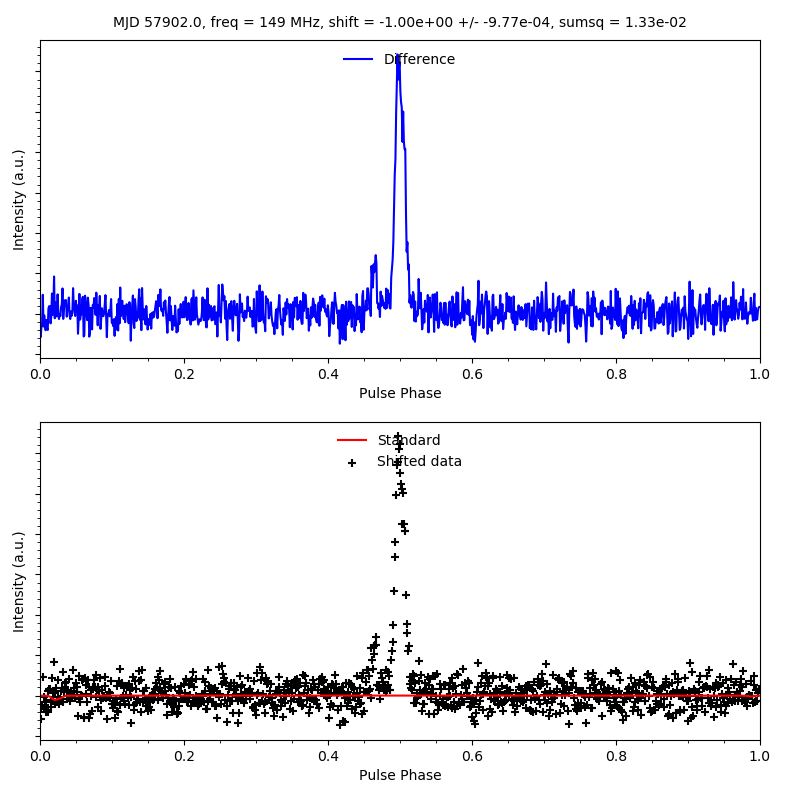 MJD 57902.0, freq = 149 MHz, shift = -1.00e+00 +/- -9.77e-04, sumsq = 1.33e-02
Difference
Intensity (a.u.)
0.0 0.2 0.4 0.6 0.8 1.0
Pulse Phase
Standard
Shifted data
Intensity (a.u.)
0.0 0.2 0.4 0.6 0.8 1.0
Pulse Phase